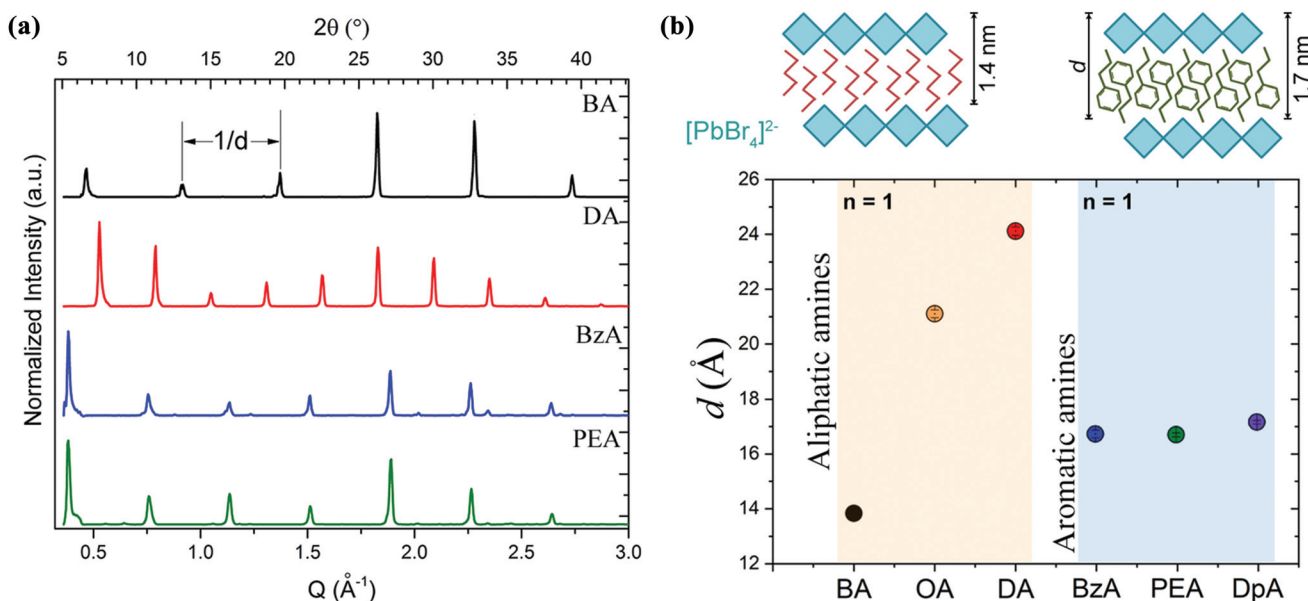 (a)
2θ (°)
5 10 15 20 25 30 35 40
BA
1/d
DA
BzA
PEA
Normalized Intensity (a.u.)
0.5 1.0 1.5 2.0 2.5 3.0
Q (Å⁻¹)
(b)
1.4 nm
d
1.7 nm
[PbBr₄]²⁻
26
24
22
20
18
16
14
12
d (Å)
n = 1
n = 1
Aliphatic amines
Aromatic amines
BA OA DA BzA PEA DpA